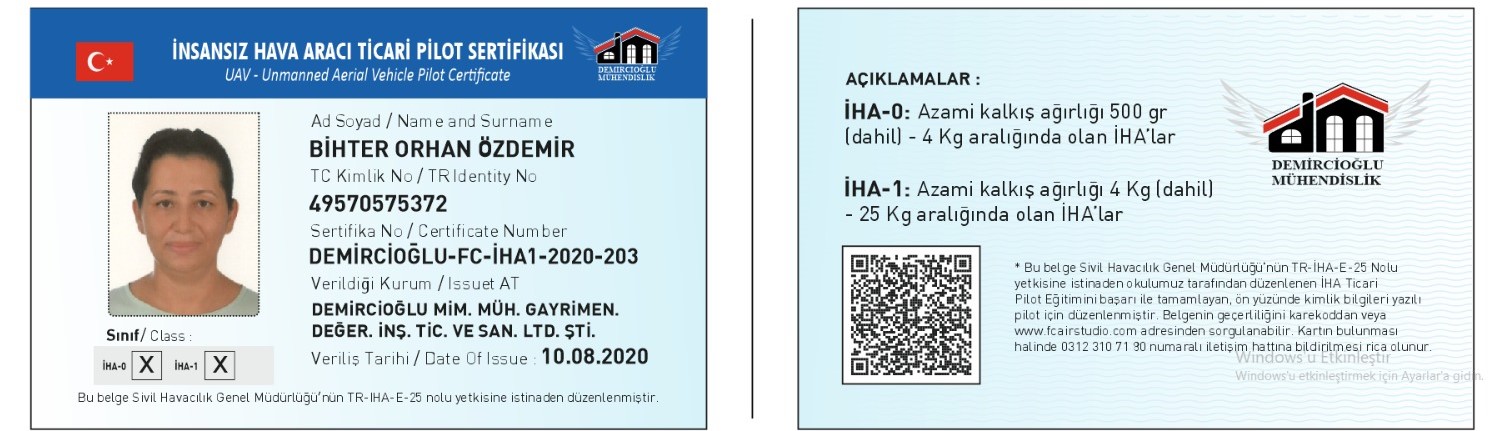 İNSANSIZ HAVA ARACI TİCARİ PİLOT SERTİFİKASI
UAV - Unmanned Aerial Vehicle Pilot Certificate
dim
DEMİRCİOĞLU
MÜHENDİSLİK
Ad Soyad / Name and Surname
BİHTER ORHAN ÖZDEMİR
TC Kimlik No / TR Identity No
49570575372
Sertifika No / Certificate Number
DEMİRCİOĞLU-FC-İHA1-2020-203
Verildiği Kurum / Issuet AT
DEMİRCİOĞLU MİM. MÜH. GAYRİMEN.
DEĞER. İNŞ. TİC. VE SAN. LTD. ŞTİ.
Veriliş Tarihi / Date Of Issue : 10.08.2020
Sınıf/ Class :
İHA-0 X İHA-1 X
Bu belge Sivil Havacılık Genel Müdürlüğü'nün TR-IHA-E-25 nolu yetkisine istinaden düzenlenmiştir.
AÇIKLAMALAR :
İHA-0: Azami kalkış ağırlığı 500 gr
(dahil) - 4 Kg aralığında olan İHA'lar
İHA-1: Azami kalkış ağırlığı 4 Kg (dahil)
- 25 Kg aralığında olan İHA'lar
dim
DEMİRCİOĞLU
MÜHENDİSLİK
* Bu belge Sivil Havacılık Genel Müdürlüğü'nün TR-İHA-E-25 Nolu
yetkisine istinaden okulumuz tarafından düzenlenen İHA Ticari
Pilot Eğitimini başarı ile tamamlayan, ön yüzünde kimlik bilgileri yazılı
pilot için düzenlenmiştir. Belgenin geçerliliğini karekoddan veya
www.fcairstudio.com adresinden sorgulanabilir. Kartın bulunması
halinde 0312 310 71 90 numaralı iletişim hattına bildirilmesi rica olunur.
Windows'u Etkinleştir
Windows'u etkinleştirmek için Ayarlar'a gidin.